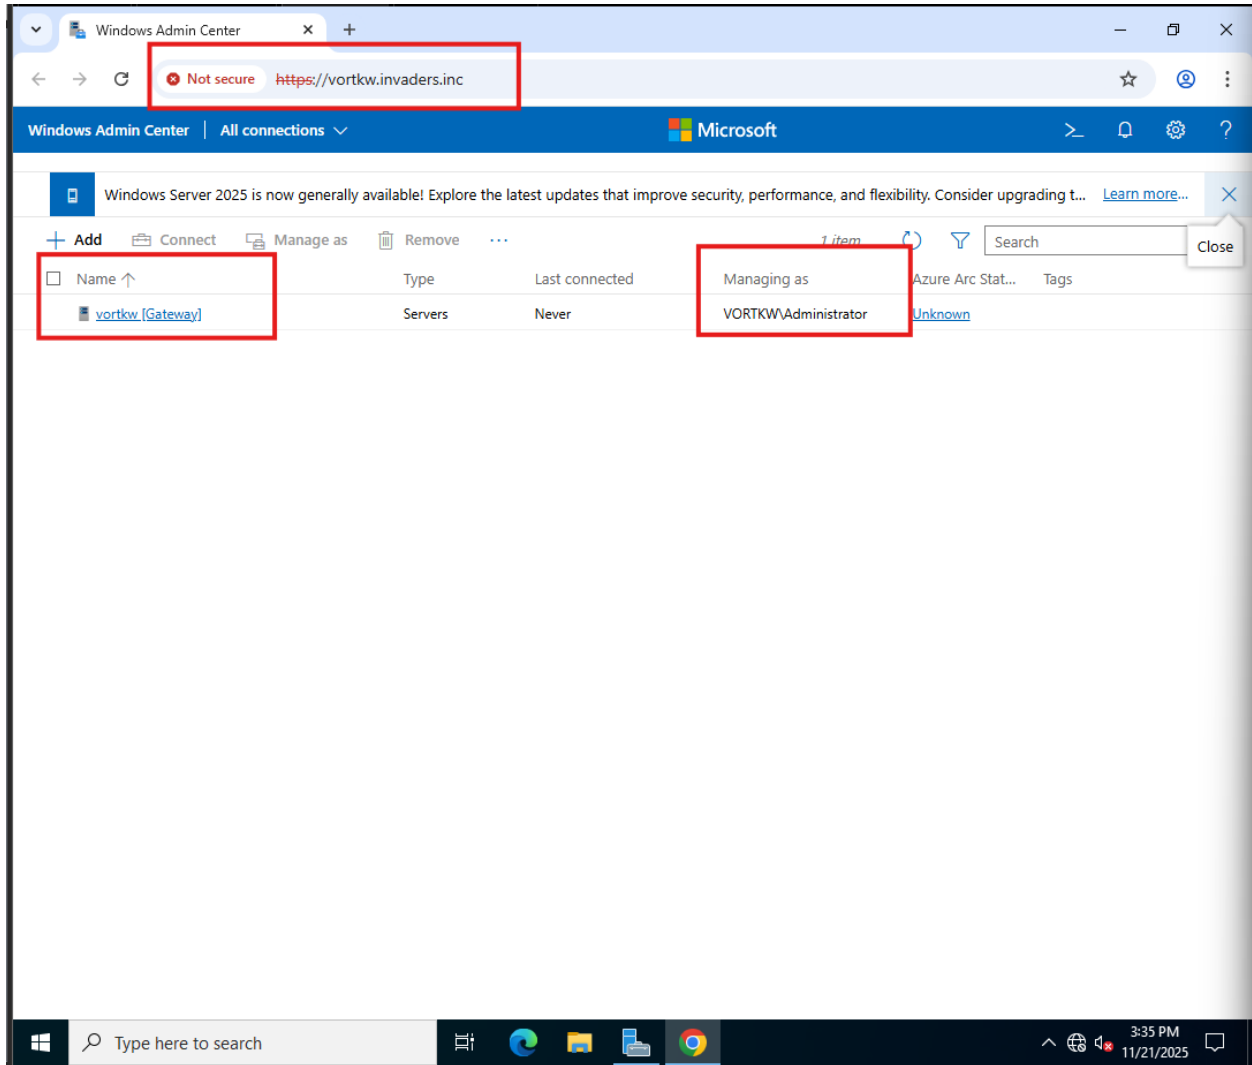 Windows Admin Center
Not secure https://vortkw.invaders.inc
Windows Admin Center All connections Microsoft ?
Windows Server 2025 is now generally available! Explore the latest updates that improve security, performance, and flexibility. Consider upgrading t... Learn more...
Add Connect Manage as Remove ... 1 item Search
Close
Name Type Last connected Managing as Azure Arc Stat... Tags
vortkw [Gateway] Servers Never VORTKW\Administrator Unknown
Type here to search 3:35 PM
11/21/2025